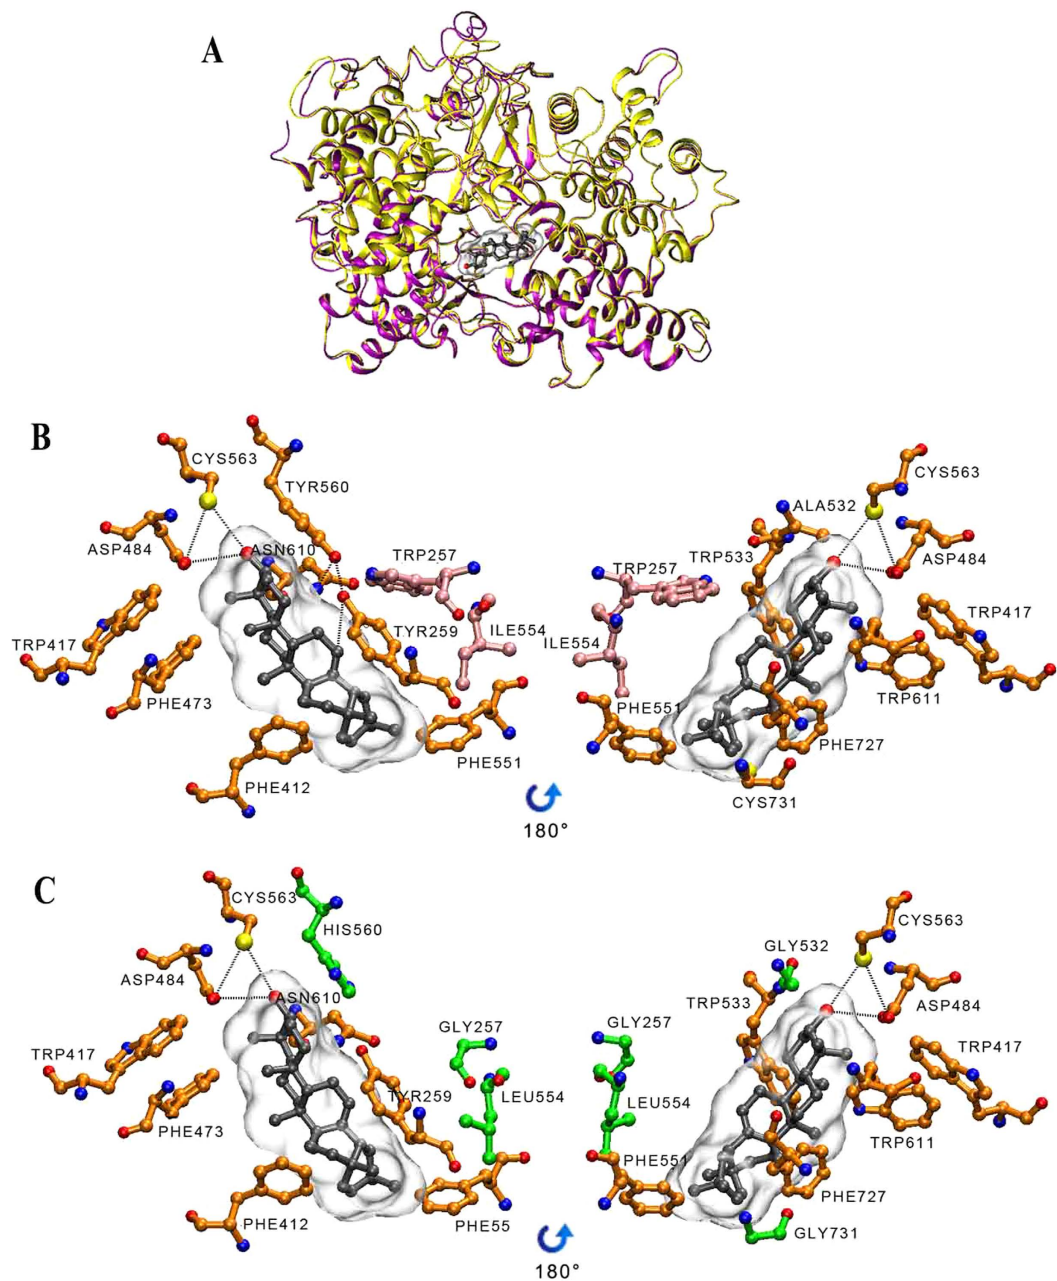 A
B
CYS563
TYR560
ASP484
ASN610
TRP257
TRP417
TYR259
ILE554
PHE473
PHE551
PHE412
CYS563
ALA532
ASP484
TRP533
TRP257
TRP417
ILE554
TRP611
PHE551
PHE727
CYS731
180°
C
CYS563
HIS560
ASP484
ASN610
GLY257
TRP417
TYR259
LEU554
PHE473
PHE412
PHE55
CYS563
GLY532
ASP484
TRP533
GLY257
TRP417
LEU554
TRP611
PHE551
PHE727
GLY731
180°